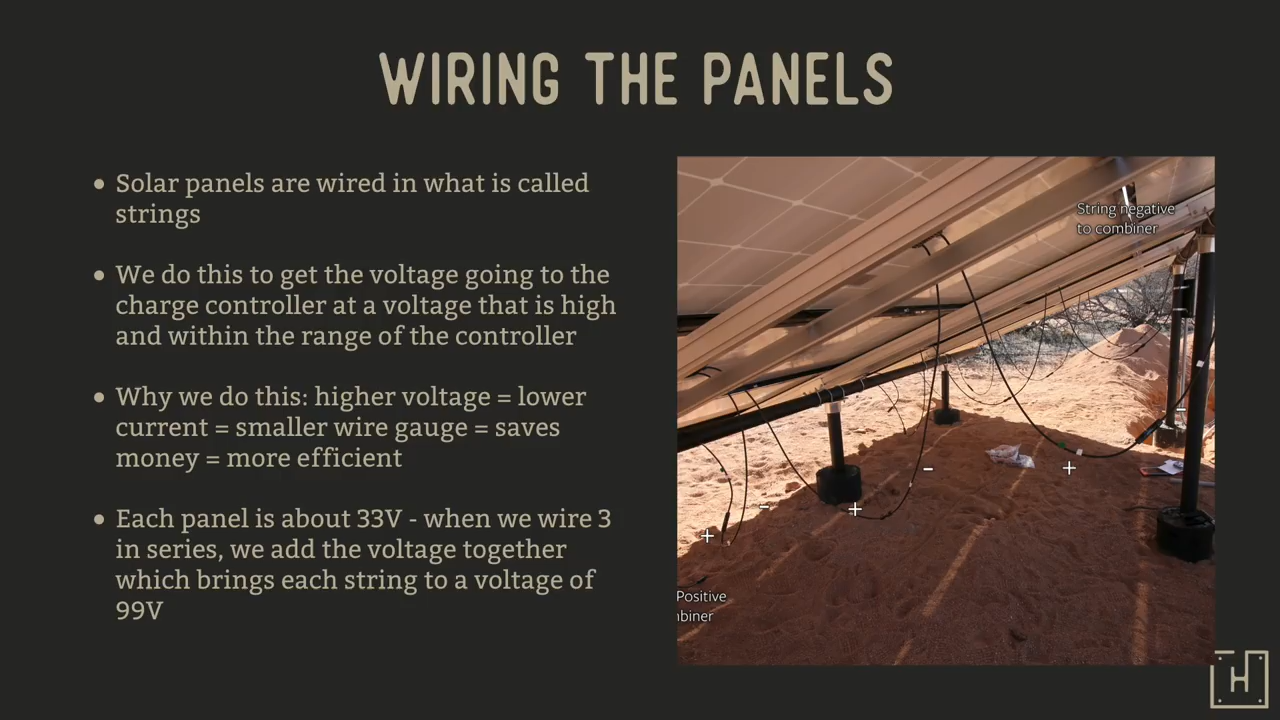 WIRING THE PANELS
• Solar panels are wired in what is called
strings
• We do this to get the voltage going to the
charge controller at a voltage that is high
and within the range of the controller
• Why we do this: higher voltage = lower
current = smaller wire gauge = saves
money = more efficient
• Each panel is about 33V - when we wire 3
in series, we add the voltage together
which brings each string to a voltage of
99V
String negative
to combiner
-
+
-
+
-
+
Positive
H